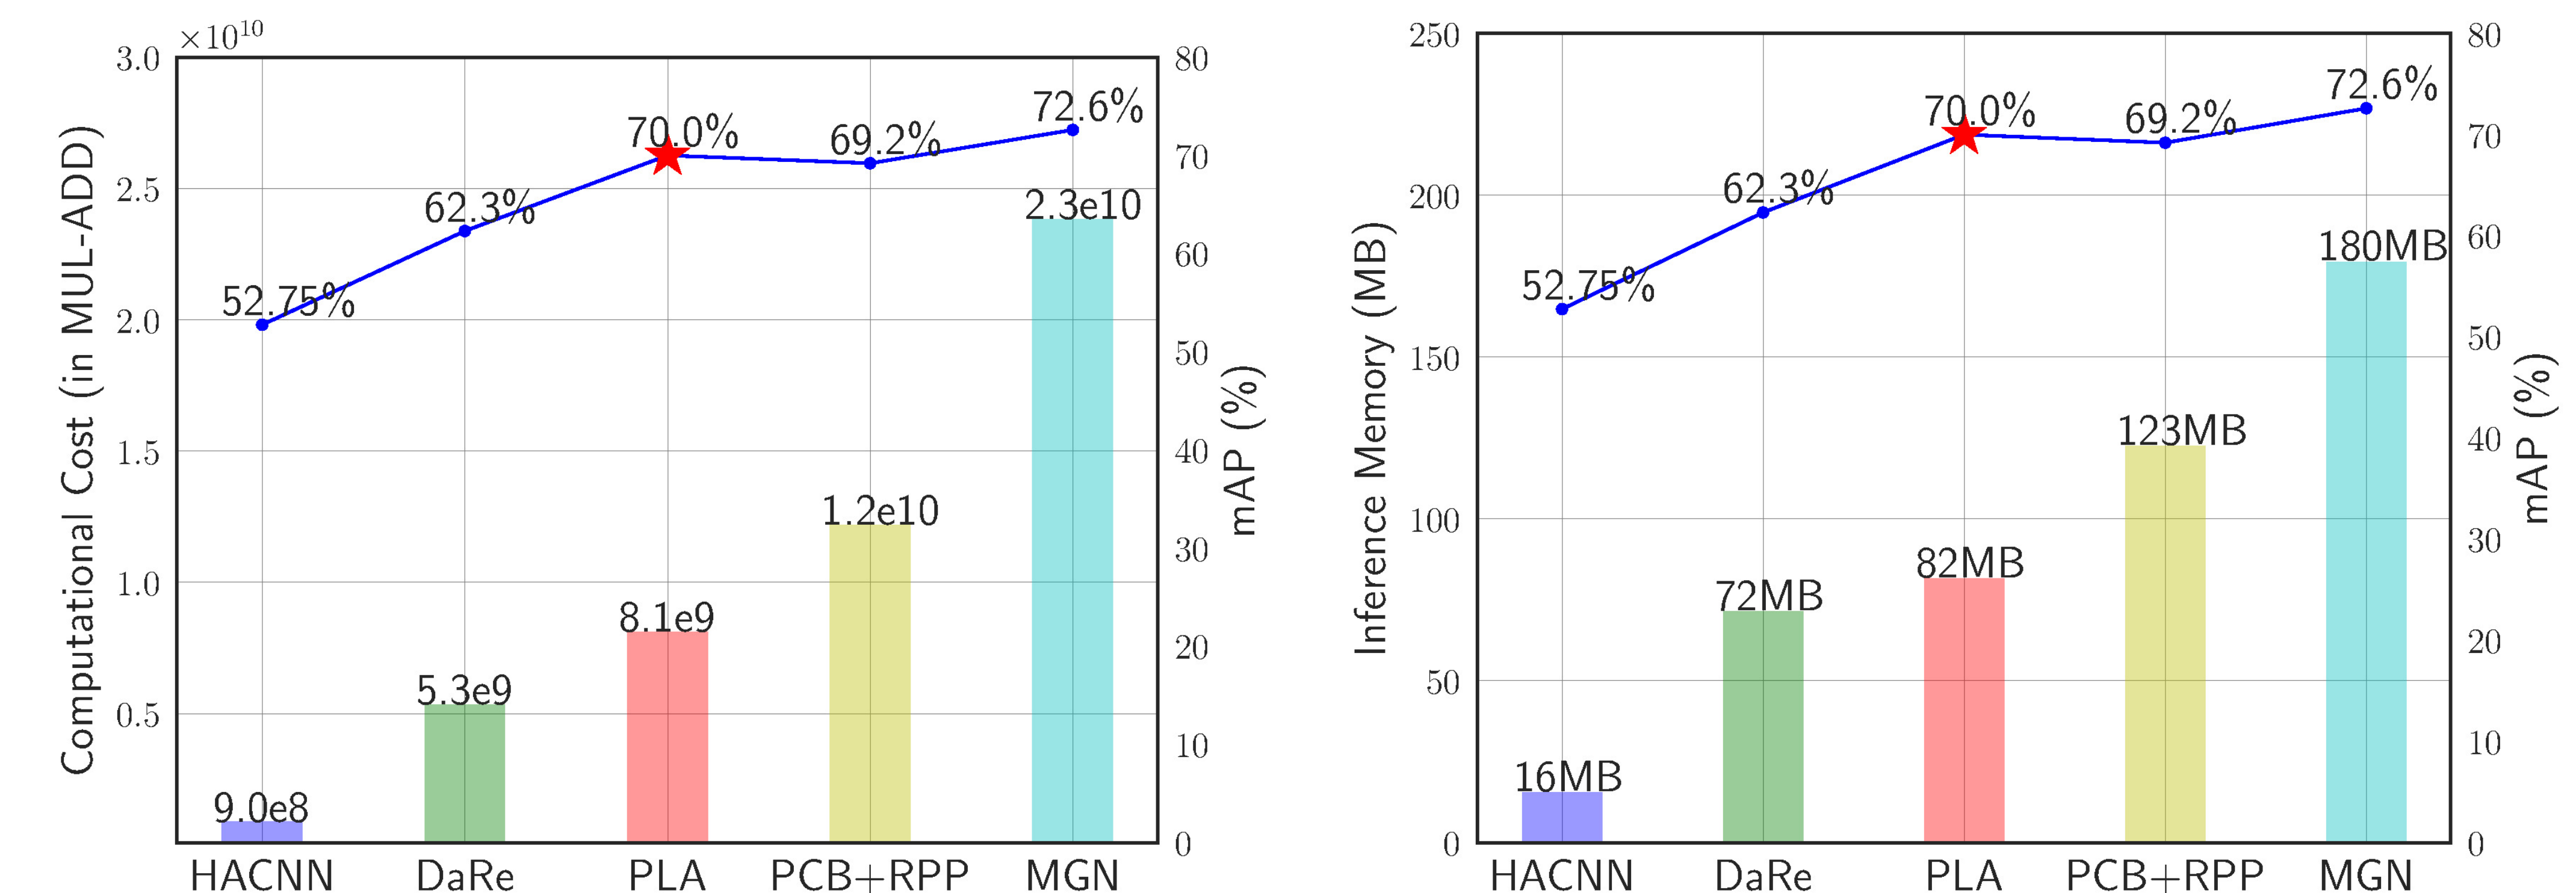 ×10^10
3.0
2.5
2.0
1.5
1.0
0.5
Computational Cost (in MUL-ADD)
52.75%
62.3%
70.0%
69.2%
72.6%
9.0e8
5.3e9
8.1e9
1.2e10
2.3e10
80
70
60
50
40
30
20
10
0
mAP (%)
HACNN DaRe PLA PCB+RPP MGN
250
200
150
100
50
0
Inference Memory (MB)
52.75%
62.3%
70.0%
69.2%
72.6%
16MB
72MB
82MB
123MB
180MB
80
70
60
50
40
30
20
10
0
mAP (%)
HACNN DaRe PLA PCB+RPP MGN